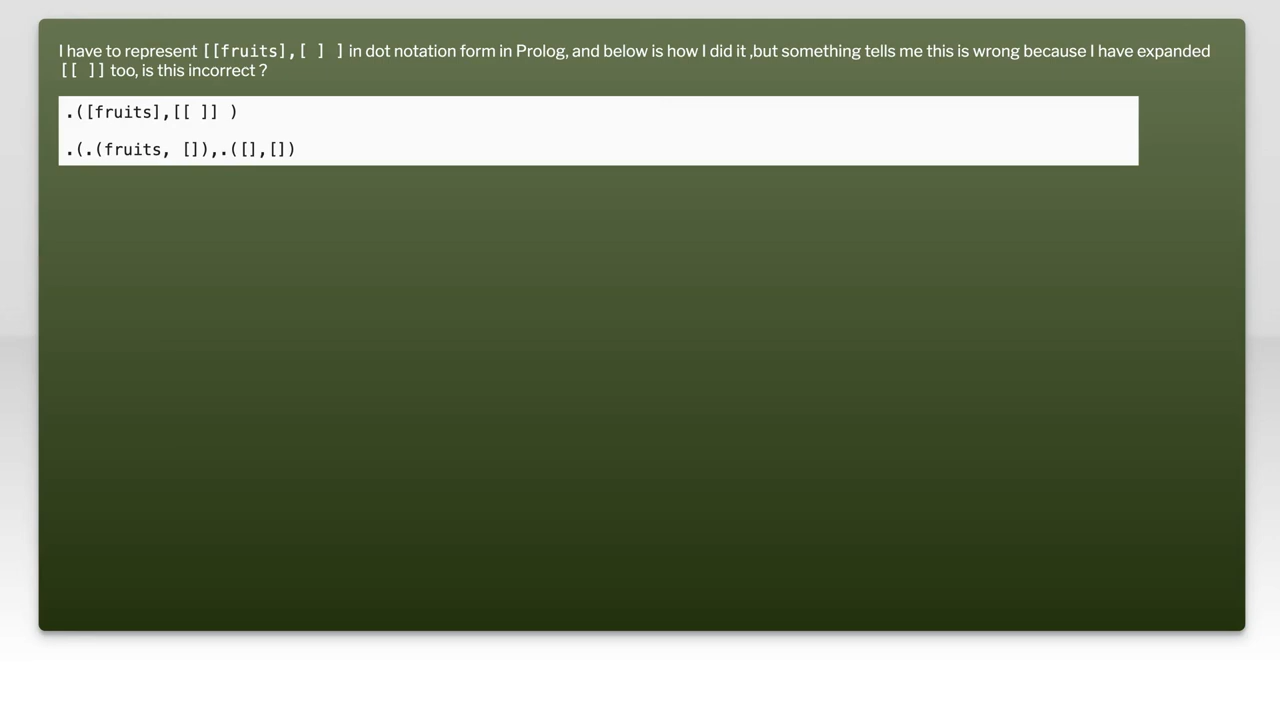 I have to represent [[fruits],[ ] ] in dot notation form in Prolog, and below is how I did it ,but something tells me this is wrong because I have expanded
[[ ]] too, is this incorrect ?
.([fruits],[[ ]] )
.(.(fruits, []),.([],[])